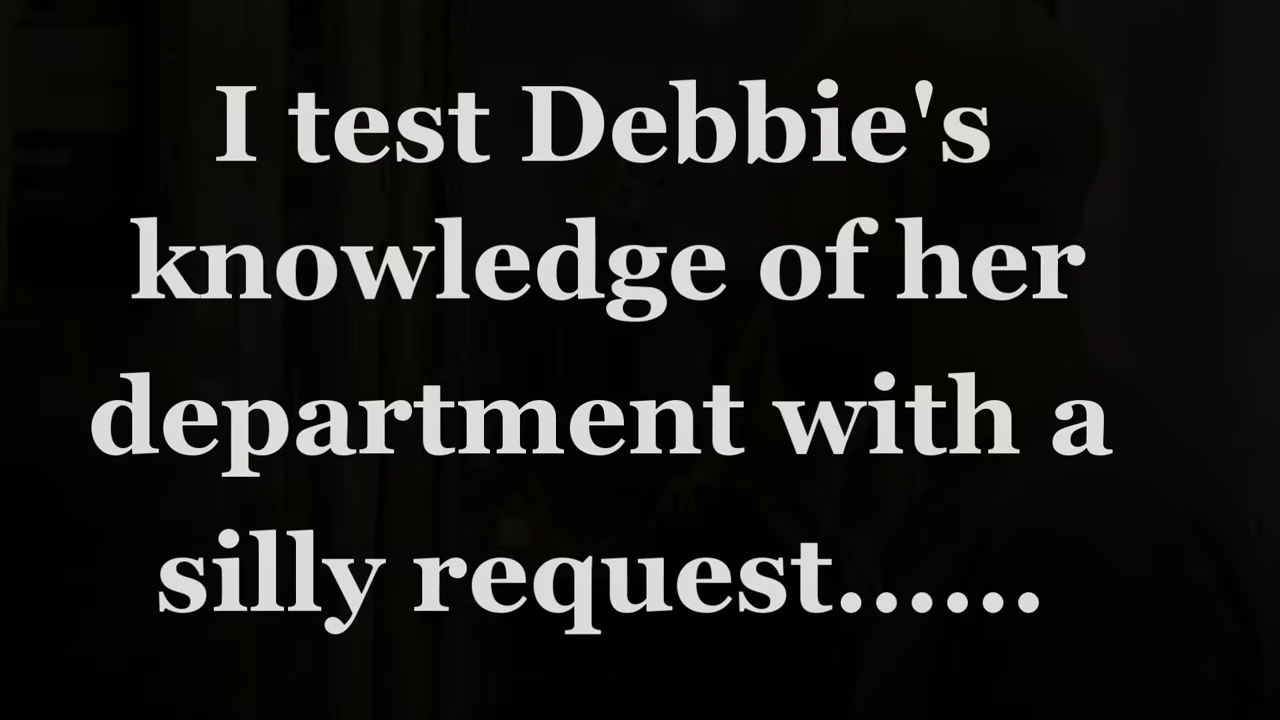 I test Debbie's
knowledge of her
department with a
silly request......